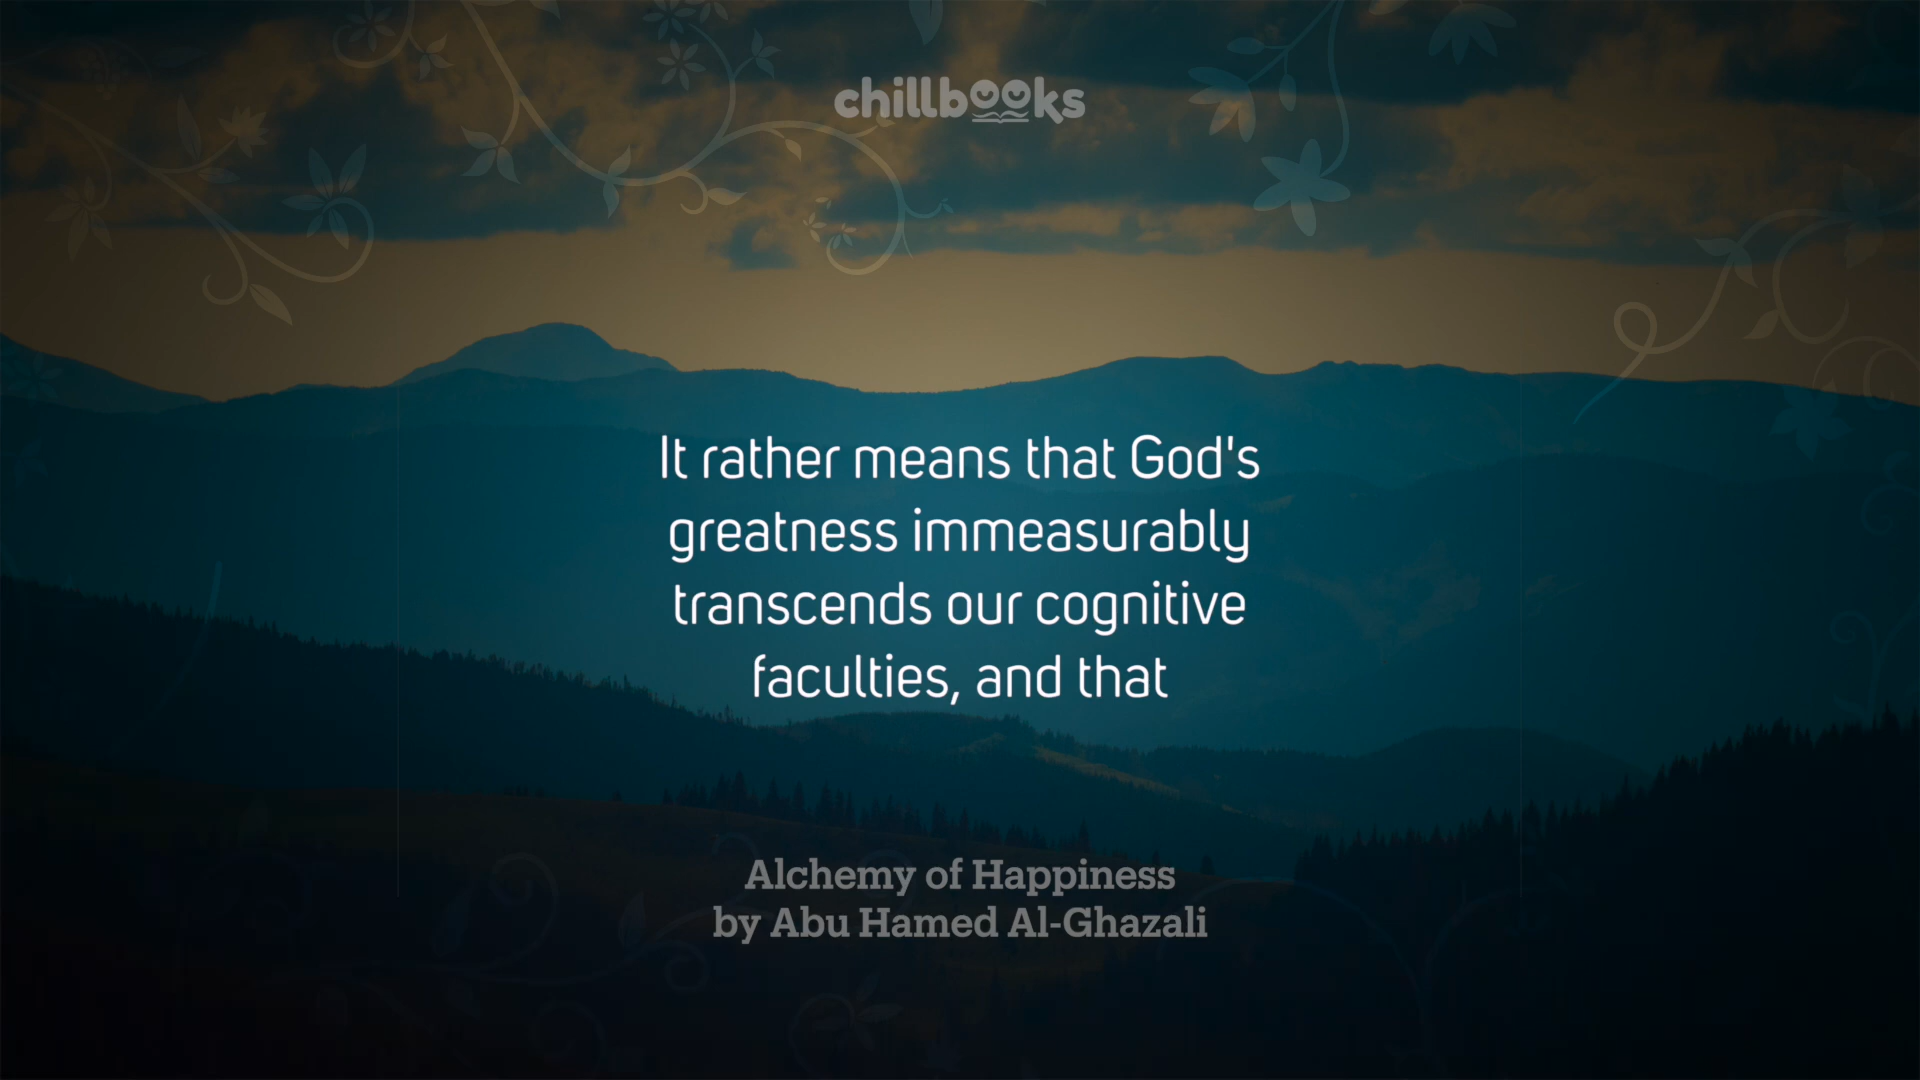 chillbooks
It rather means that God's
greatness immeasurably
transcends our cognitive
faculties, and that
Alchemy of Happiness
by Abu Hamed Al-Ghazali